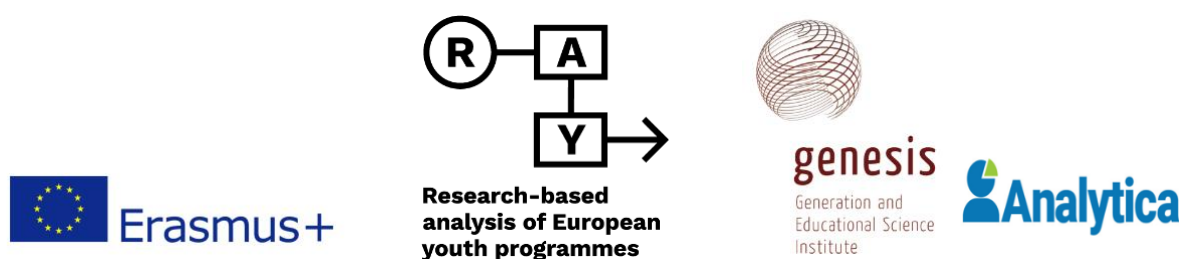 Erasmus+
R A
Y
Research-based
analysis of European
youth programmes
genesis
Generation and
Educational Science
Institute
Analytica